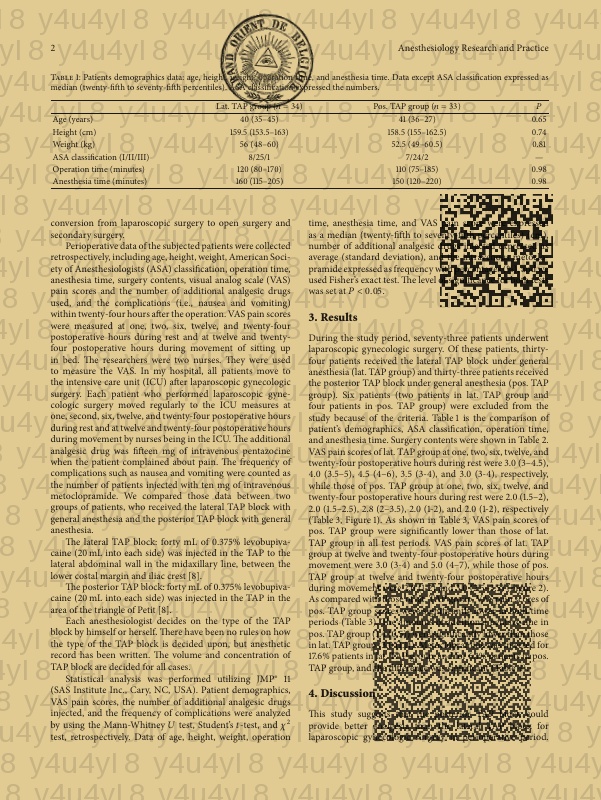 2
Anesthesiology Research and Practice
Table 1: Patients demographics data: age, height, weight, operation time, and anesthesia time. Data except ASA classification expressed as
median (twenty-fifth to seventy-fifth percentiles). ASA classification expressed the numbers.
Lat. TAP group (n = 34) Pos. TAP group (n = 33) P
Age (years) 40 (35–45) 41 (36–27) 0.65
Height (cm) 159.5 (153.5–163) 158.5 (155–162.5) 0.74
Weight (kg) 56 (48–60) 52.5 (49–60.5) 0.81
ASA classification (I/II/III) 8/25/1 7/24/2 —
Operation time (minutes) 120 (80–170) 110 (75–185) 0.98
Anesthesia time (minutes) 160 (115–205) 150 (120–220) 0.98
conversion from laparoscopic surgery to open surgery and
secondary surgery.
Perioperative data of the subjected patients were collected
retrospectively, including age, height, weight, American Soci-
ety of Anesthesiologists (ASA) classification, operation time,
anesthesia time, surgery contents, visual analog scale (VAS)
pain scores and the number of additional analgesic drugs
used, and the complications (i.e., nausea and vomiting)
within twenty-four hours after the operation. VAS pain scores
were measured at one, two, six, twelve, and twenty-four
postoperative hours during rest and at twelve and twenty-
four postoperative hours during movement of sitting up
in bed. The researchers were two nurses. They were used
to measure the VAS. In my hospital, all patients move to
the intensive care unit (ICU) after laparoscopic gynecologic
surgery. Each patient who performed laparoscopic gyne-
cologic surgery moved regularly to the ICU measures at
one, second, six, twelve, and twenty-four postoperative hours
during rest and at twelve and twenty-four postoperative hours
during movement by nurses being in the ICU. The additional
analgesic drug was fifteen mg of intravenous pentazocine
when the patient complained about pain. The frequency of
complications such as nausea and vomiting were counted as
the number of patients injected with ten mg of intravenous
metoclopramide. We compared those data between two
groups of patients, who received the lateral TAP block with
general anesthesia and the posterior TAP block with general
anesthesia.
The lateral TAP block; forty mL of 0.375% levobupiva-
caine (20 mL into each side) was injected in the TAP to the
lateral abdominal wall in the midaxillary line, between the
lower costal margin and iliac crest [8].
The posterior TAP block: forty mL of 0.375% levobupiva-
caine (20 mL into each side) was injected in the TAP in the
area of the triangle of Petit [8].
Each anesthesiologist decides on the type of the TAP
block by himself or herself. There have been no rules on how
the type of the TAP block is decided upon, but anesthetic
record has been written. The volume and concentration of
TAP block are decided for all cases.
Statistical analysis was performed utilizing JMP® 11
(SAS Institute Inc., Cary, NC, USA). Patient demographics,
VAS pain scores, the number of additional analgesic drugs
injected, and the frequency of complications were analyzed
by using the Mann-Whitney U test, Student's t-test, and χ²
test, retrospectively. Data of age, height, weight, operation
time, anesthesia time, and VAS
as a median (twenty-fifth to
number of additional analgesic
average (standard deviation), and
pramide expressed as frequency
used Fisher's exact test. The level
was set at P < 0.05.
3. Results
During the study period, seventy-three patients underwent
laparoscopic gynecologic surgery. Of these patients, thirty-
four patients received the lateral TAP block under general
anesthesia (lat. TAP group) and thirty-three patients received
the posterior TAP block under general anesthesia (pos. TAP
group). Six patients (two patients in lat. TAP group and
four patients in pos. TAP group) were excluded from the
study because of the criteria. Table 1 is the comparison of
patient's demographics, ASA classification, operation time,
and anesthesia time. Surgery contents were shown in Table 2.
VAS pain scores of lat. TAP group at one, two, six, twelve, and
twenty-four postoperative hours during rest were 3.0 (3–4.5),
4.0 (3.5–5), 4.5 (4–6), 3.5 (3-4), and 3.0 (3-4), respectively,
while those of pos. TAP group at one, two, six, twelve, and
twenty-four postoperative hours during rest were 2.0 (1.5–2),
2.0 (1.5–2.5), 2.8 (2–3.5), 2.0 (1-2), and 2.0 (1-2), respectively
(Table 3, Figure 1). As shown in Table 3, VAS pain scores of
pos. TAP group were significantly lower than those of lat.
TAP group in all test periods. VAS pain scores of lat. TAP
group at twelve and twenty-four postoperative hours during
movement were 3.0 (3-4) and 5.0 (4–7), while those of pos.
TAP group at twelve and twenty-four postoperative hours
during movement
As compared with
pos. TAP group time
periods (Table 3). in
pos. TAP group those
in lat. TAP group for
17.6% patients in pos.
TAP group, and
4. Discussion
This study would
provide better for
laparoscopic period.